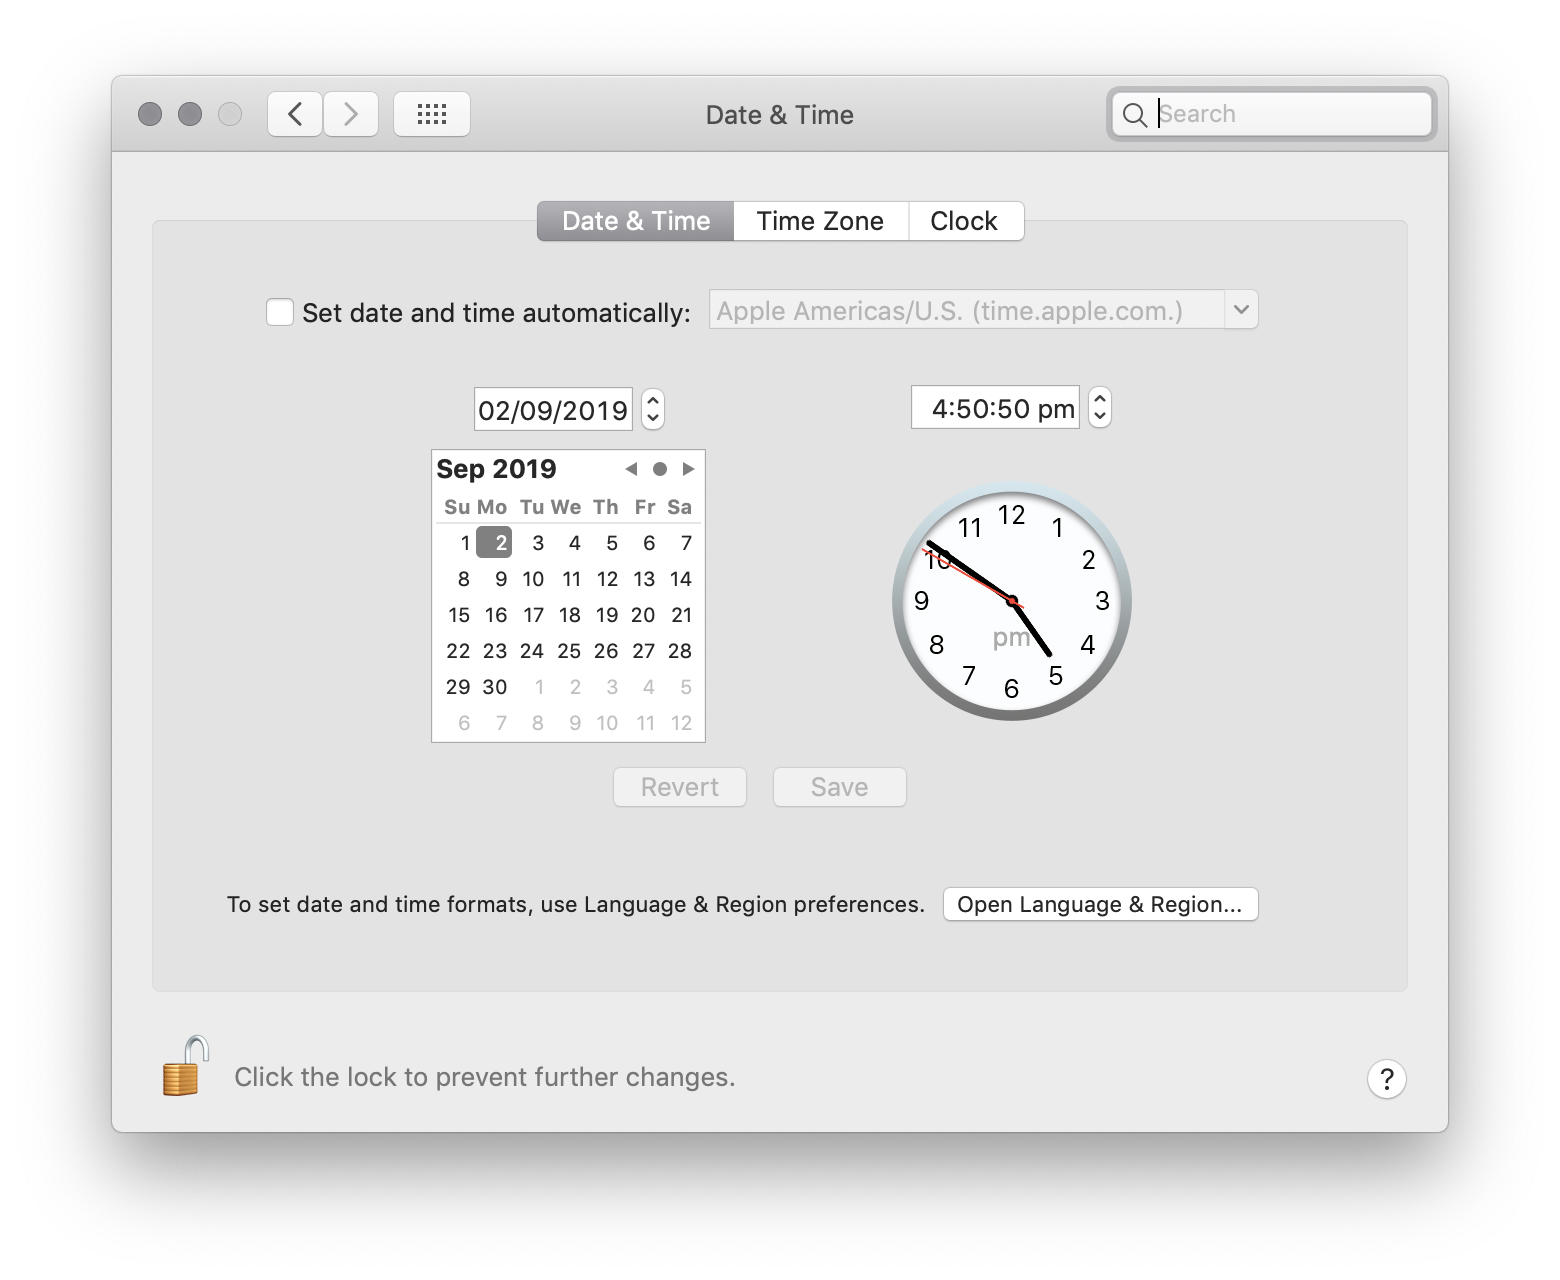 Date & Time
Search
Date & Time
Time Zone
Clock
Set date and time automatically:
Apple Americas/U.S. (time.apple.com.)
02/09/2019
4:50:50 pm
Sep 2019
Su Mo Tu We Th Fr Sa
1 2 3 4 5 6 7
8 9 10 11 12 13 14
15 16 17 18 19 20 21
22 23 24 25 26 27 28
29 30 1 2 3 4 5
6 7 8 9 10 11 12
12
1
2
3
4
5
6
7
8
9
10
11
pm
Revert
Save
To set date and time formats, use Language & Region preferences.
Open Language & Region...
Click the lock to prevent further changes.
?